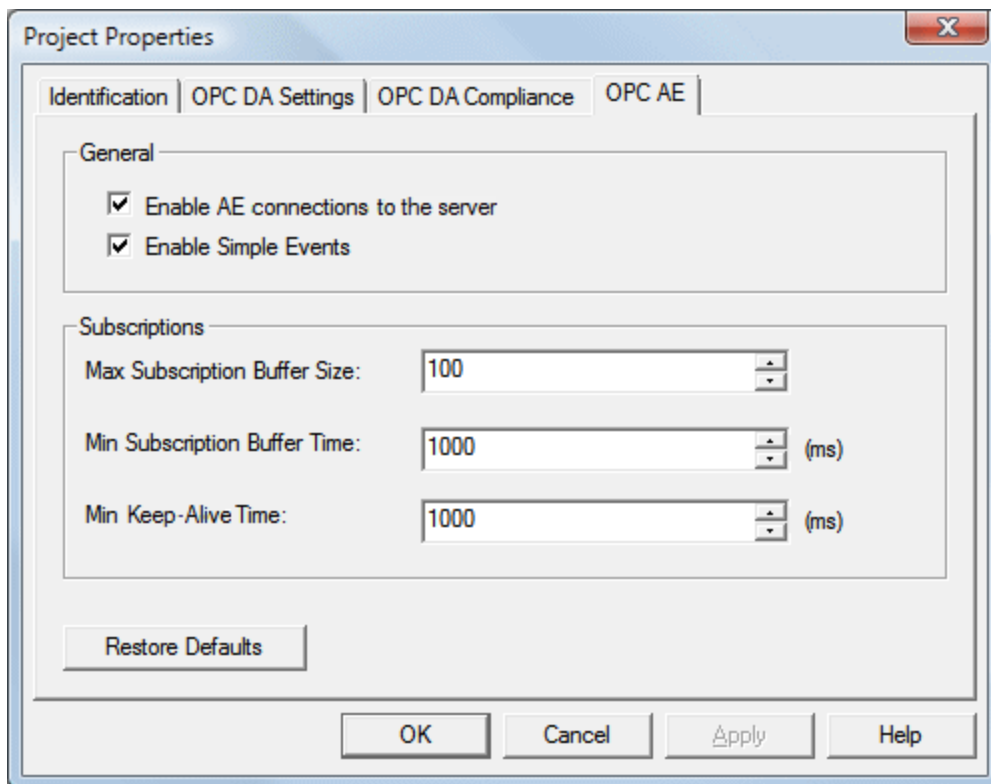 Project Properties
Identification OPC DA Settings OPC DA Compliance OPC AE
General
Enable AE connections to the server
Enable Simple Events
Subscriptions
Max Subscription Buffer Size: 100
Min Subscription Buffer Time: 1000 (ms)
Min Keep-Alive Time: 1000 (ms)
Restore Defaults
OK Cancel Apply Help